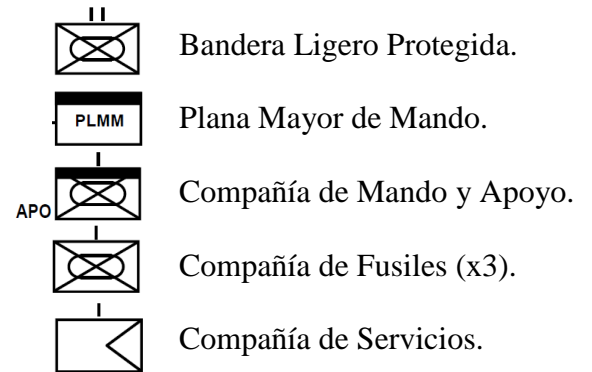 Bandera Ligero Protegida.
PLMM Plana Mayor de Mando.
APO Compañía de Mando y Apoyo.
Compañía de Fusiles (x3).
Compañía de Servicios.